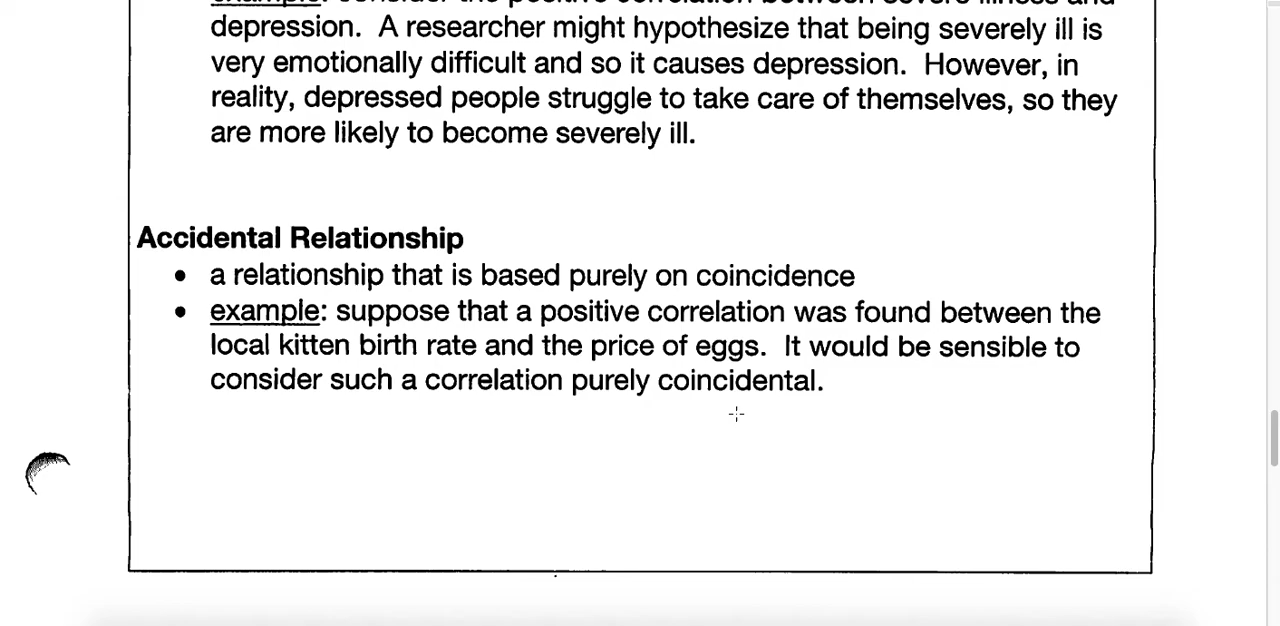 depression. A researcher might hypothesize that being severely ill is
very emotionally difficult and so it causes depression. However, in
reality, depressed people struggle to take care of themselves, so they
are more likely to become severely ill.
Accidental Relationship
• a relationship that is based purely on coincidence
• example: suppose that a positive correlation was found between the
local kitten birth rate and the price of eggs. It would be sensible to
consider such a correlation purely coincidental.